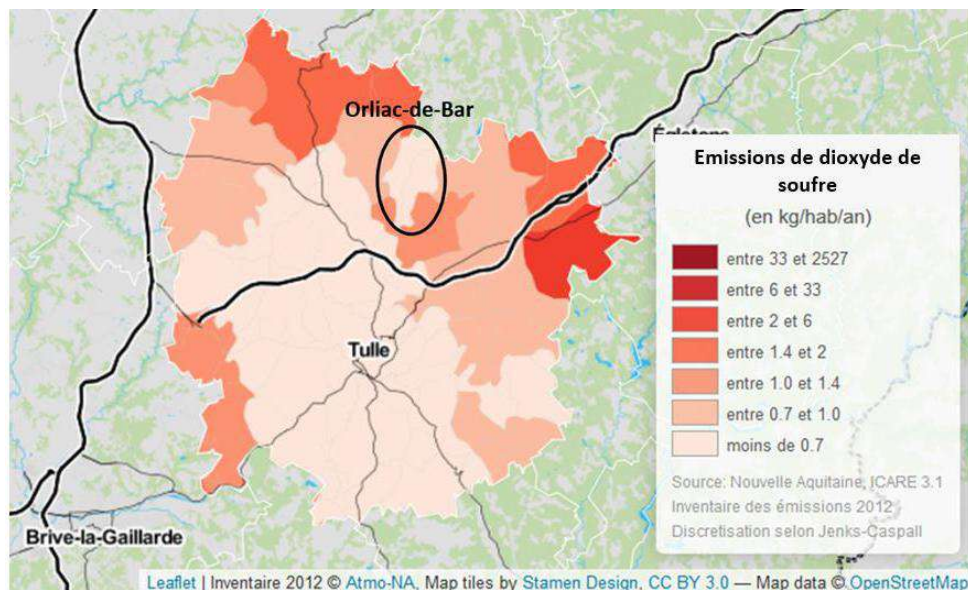 Orliac-de-Bar
Égletons
Emissions de dioxyde de
soufre
(en kg/hab/an)
entre 33 et 2527
entre 6 et 33
entre 2 et 6
entre 1.4 et 2
entre 1.0 et 1.4
entre 0.7 et 1.0
moins de 0.7
Source: Nouvelle Aquitaine, ICARE 3.1
Inventaire des émissions 2012
Discretisation selon Jenks-Caspall
Tulle
Brive-la-Gaillarde
Leaflet | Inventaire 2012 © Atmo-NA, Map tiles by Stamen Design, CC BY 3.0 — Map data © OpenStreetMap